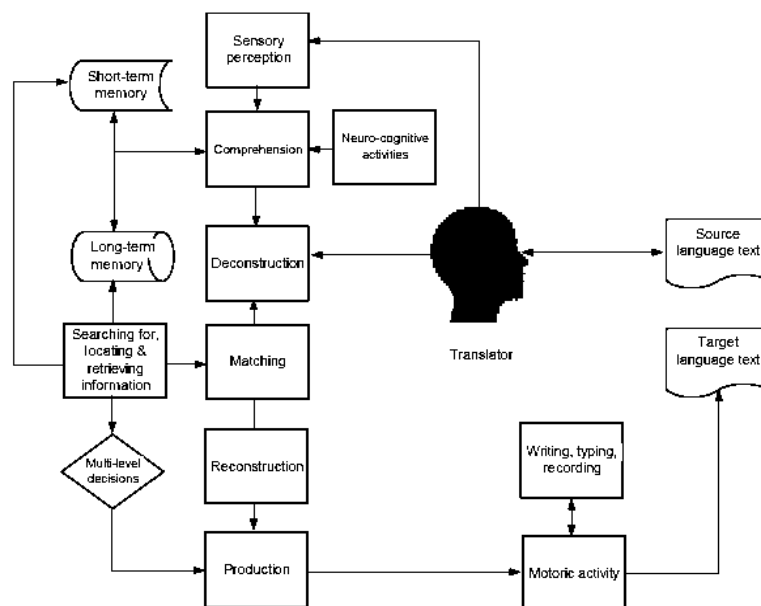 Sensory
perception
Short-term
memory
Comprehension
Neuro-cognitive
activities
Long-term
memory
Deconstruction
Source
language text
Searching for,
locating &
retrieving
information
Matching
Translator
Target
language text
Multi-level
decisions
Reconstruction
Writing, typing,
recording
Production
Motoric activity